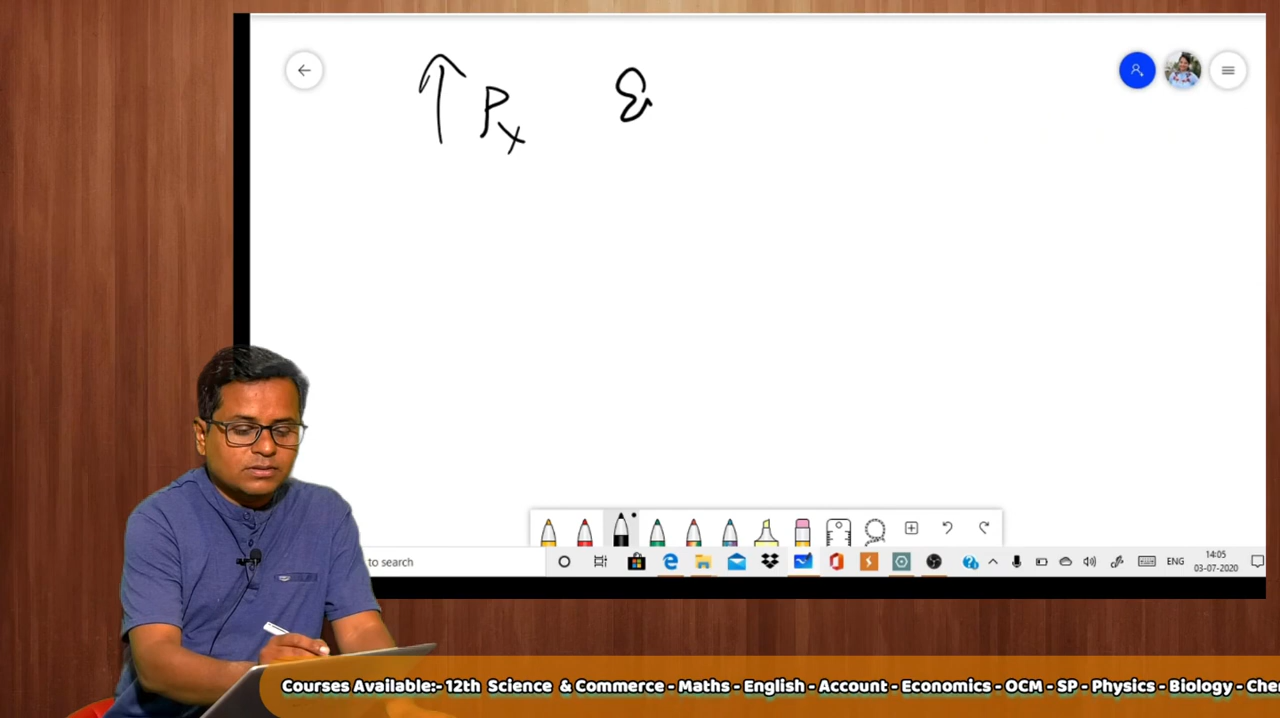 ↑ Px &
to search
ENG
14:05
03-07-2020
Courses Available:- 12th Science & Commerce - Maths - English - Account - Economics - OCM - SP - Physics - Biology - Che